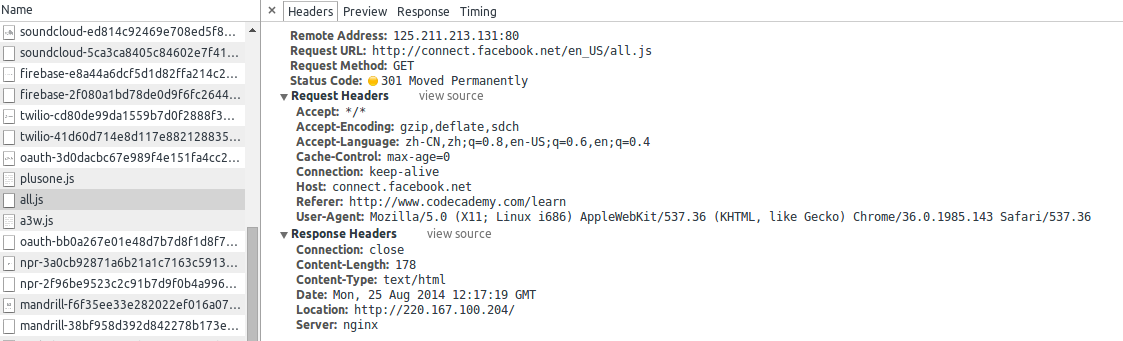 Name
soundcloud-ed814c92469e708ed5f8...
soundcloud-5ca3ca8405c84602e7f41...
firebase-e8a44a6dcf5d1d82ffa214c2...
firebase-2f080a1bd78de0d9f6fc2644...
twilio-cd80de99da1559b7d0f2888f3...
twilio-41d60d714e8d117e882128835...
oauth-3d0dacbc67e989f4e151fa4cc2...
plusone.js
all.js
a3w.js
oauth-bb0a267e01e48d7b7d8f1d8f7...
npr-3a0cb92871a6b21a1c7163c5913...
npr-2f96be9523c2c91b7d9f0b4a996...
mandrill-f6f35ee33e282022ef016a07...
mandrill-38bf958d392d842278b173e...
× Headers Preview Response Timing
Remote Address: 125.211.213.131:80
Request URL: http://connect.facebook.net/en_US/all.js
Request Method: GET
Status Code: 301 Moved Permanently
Request Headers view source
Accept: */*
Accept-Encoding: gzip,deflate,sdch
Accept-Language: zh-CN,zh;q=0.8,en-US;q=0.6,en;q=0.4
Cache-Control: max-age=0
Connection: keep-alive
Host: connect.facebook.net
Referer: http://www.codecademy.com/learn
User-Agent: Mozilla/5.0 (X11; Linux i686) AppleWebKit/537.36 (KHTML, like Gecko) Chrome/36.0.1985.143 Safari/537.36
Response Headers view source
Connection: close
Content-Length: 178
Content-Type: text/html
Date: Mon, 25 Aug 2014 12:17:19 GMT
Location: http://220.167.100.204/
Server: nginx